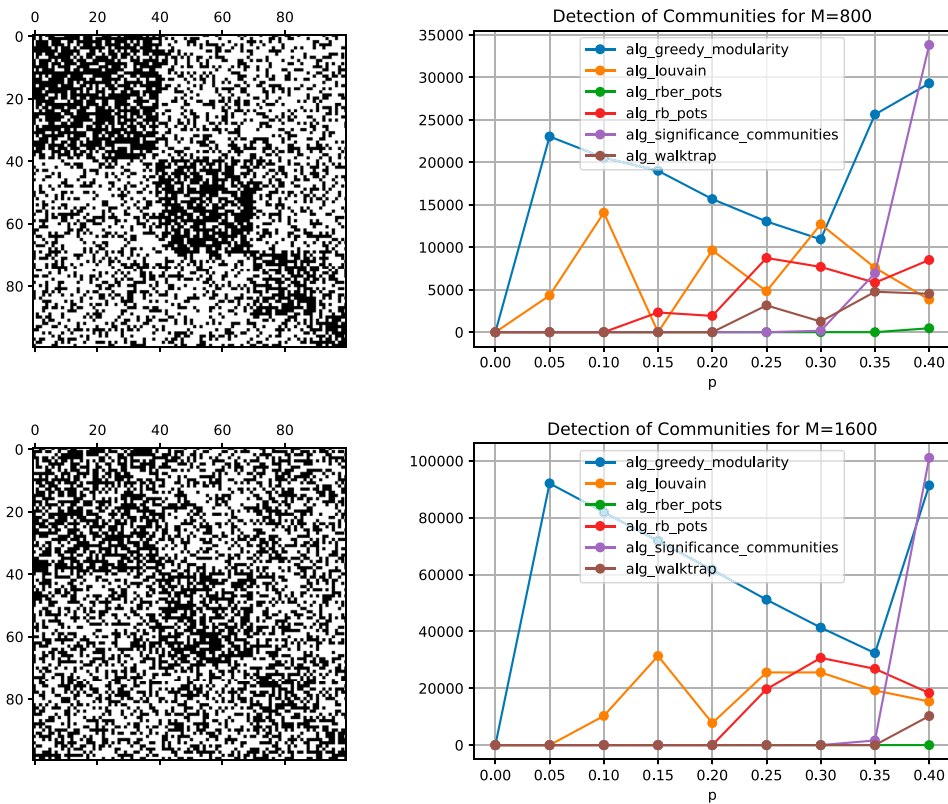 0 20 40 60 80
0
20
40
60
80
Detection of Communities for M=800
35000
30000
25000
20000
15000
10000
5000
0
alg_greedy_modularity
alg_louvain
alg_rber_pots
alg_rb_pots
alg_significance_communities
alg_walktrap
0.00 0.05 0.10 0.15 0.20 0.25 0.30 0.35 0.40
p
0 20 40 60 80
0
20
40
60
80
Detection of Communities for M=1600
100000
80000
60000
40000
20000
0
alg_greedy_modularity
alg_louvain
alg_rber_pots
alg_rb_pots
alg_significance_communities
alg_walktrap
0.00 0.05 0.10 0.15 0.20 0.25 0.30 0.35 0.40
p